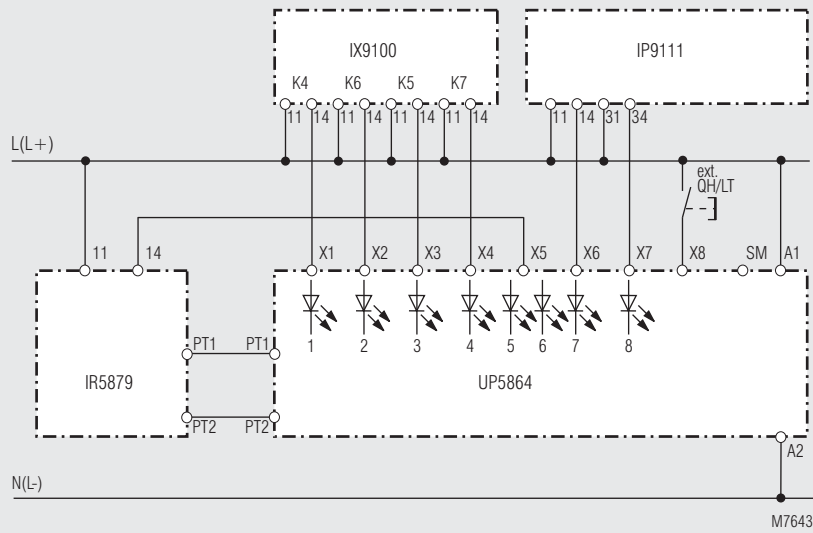 IX9100 IP9111
K4 K6 K5 K7
11 14 11 14 11 14 11 14 11 14 31 34
L(L+)
ext.
QH/LT
11 14 X1 X2 X3 X4 X5 X6 X7 X8 SM A1
1 2 3 4 5 6 7 8
PT1 PT1
IR5879 UP5864
PT2 PT2
A2
N(L-)
M7643